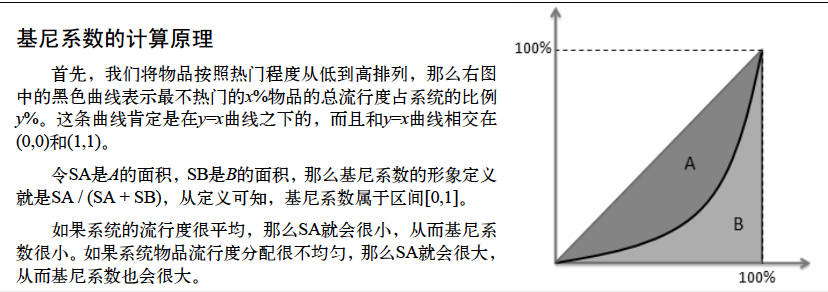 基尼系数的计算原理
首先，我们将物品按照热门程度从低到高排列，那么右图
中的黑色曲线表示最不热门的x%物品的总流行度占系统的比例
y%。这条曲线肯定是在y=x曲线之下的，而且和y=x曲线相交在
(0,0)和(1,1)。
令SA是A的面积，SB是B的面积，那么基尼系数的形象定义
就是SA / (SA + SB)，从定义可知，基尼系数属于区间[0,1]。
如果系统的流行度很平均，那么SA就会很小，从而基尼系
数很小。如果系统物品流行度分配很不均匀，那么SA就会很大，
从而基尼系数也会很大。
100%
A
B
100%